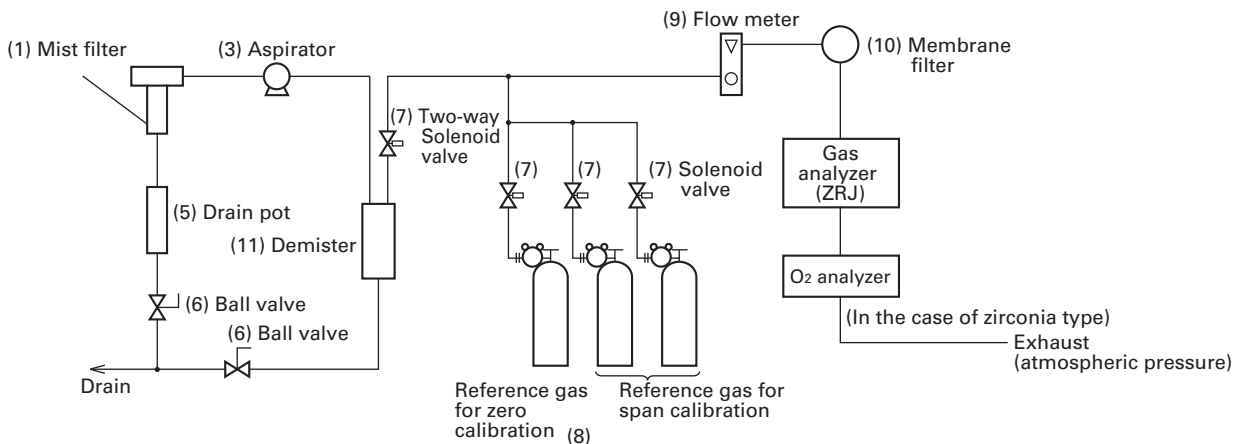 (9) Flow meter
(1) Mist filter
(3) Aspirator
(10) Membrane
filter
(7) Two-way
Solenoid
valve
(7)
(7)
(7) Solenoid
valve
Gas
analyzer
(ZRJ)
(5) Drain pot
(11) Demister
O2 analyzer
(6) Ball valve
(6) Ball valve
(In the case of zirconia type)
Exhaust
(atmospheric pressure)
Drain
Reference gas
for zero
calibration
(8)
Reference gas for
span calibration